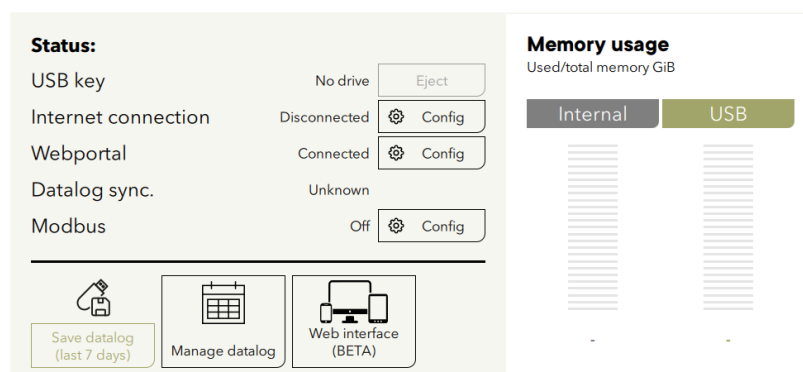 Status:
USB key No drive Eject
Internet connection Disconnected Config
Webportal Connected Config
Datalog sync. Unknown
Modbus Off Config
Save datalog
(last 7 days)
Manage datalog
Web interface
(BETA)
Memory usage
Used/total memory GiB
Internal USB
- -